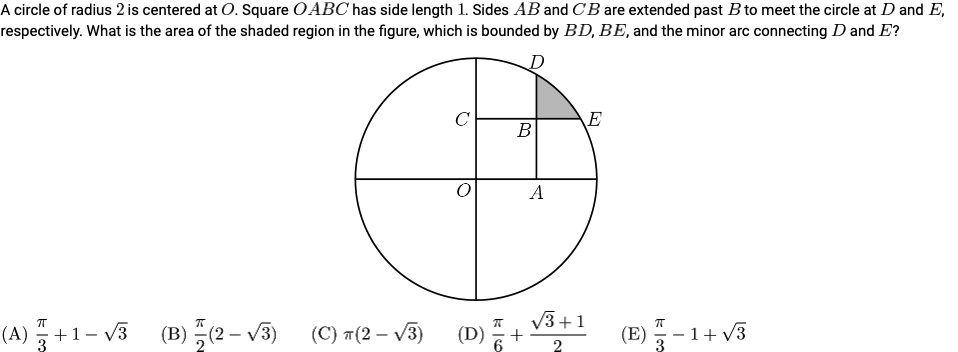 A circle of radius 2 is centered at O. Square OABC has side length 1. Sides AB and CB are extended past B to meet the circle at D and E,
respectively. What is the area of the shaded region in the figure, which is bounded by BD, BE, and the minor arc connecting D and E?
D
C
B
E
O
A
(A) π/3 + 1 − √3 (B) π/2 (2 − √3) (C) π(2 − √3) (D) π/6 + (√3 + 1)/2 (E) π/3 − 1 + √3